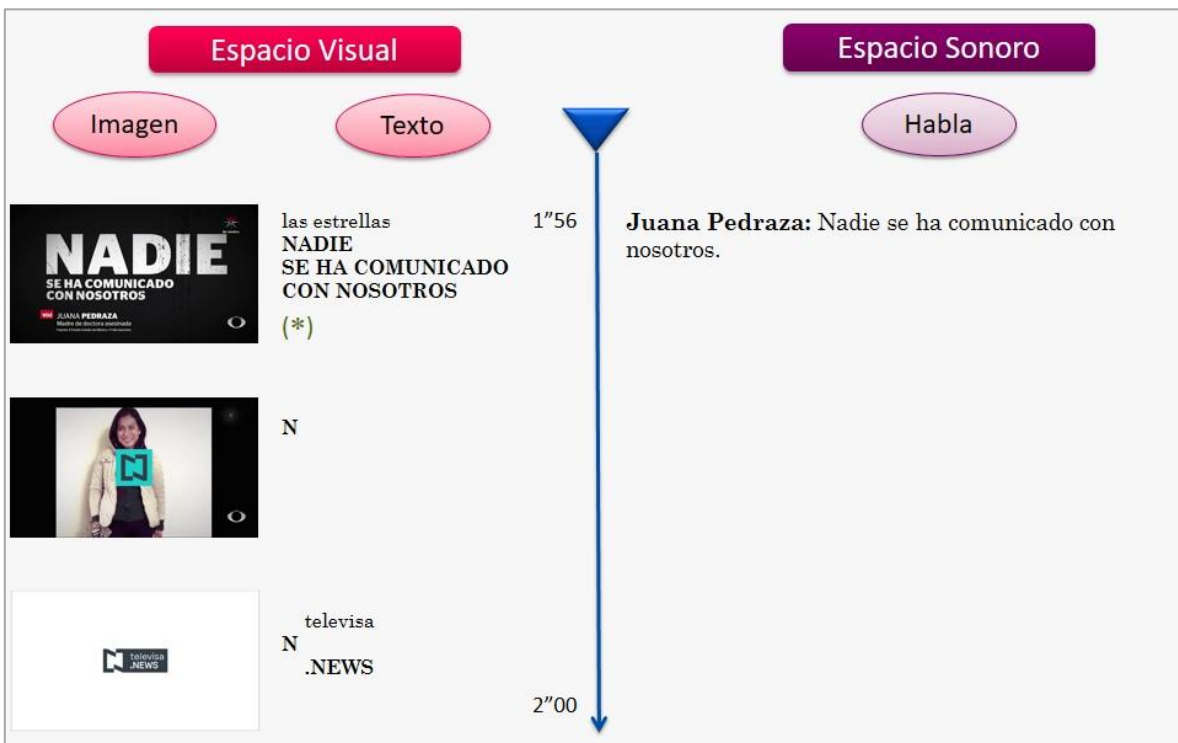 Espacio Visual
Espacio Sonoro
Imagen
Texto
Habla
NADIE
SE HA COMUNICADO
CON NOSOTROS
VOZ JUANA PEDRAZA
Madre de doctora asesinada
las estrellas
NADIE
SE HA COMUNICADO
CON NOSOTROS
(*)
1"56
Juana Pedraza: Nadie se ha comunicado con
nosotros.
N
N
televisa
.NEWS
televisa
N
.NEWS
2"00